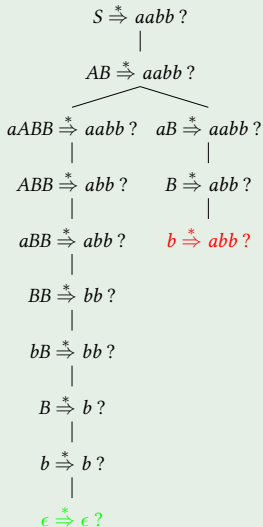 S ⇒* aabb ?
AB ⇒* aabb ?
aABB ⇒* aabb ? aB ⇒* aabb ?
ABB ⇒* abb ? B ⇒* abb ?
aBB ⇒* abb ? b ⇒* abb ?
BB ⇒* bb ?
bB ⇒* bb ?
B ⇒* b ?
b ⇒* b ?
ϵ ⇒* ϵ ?